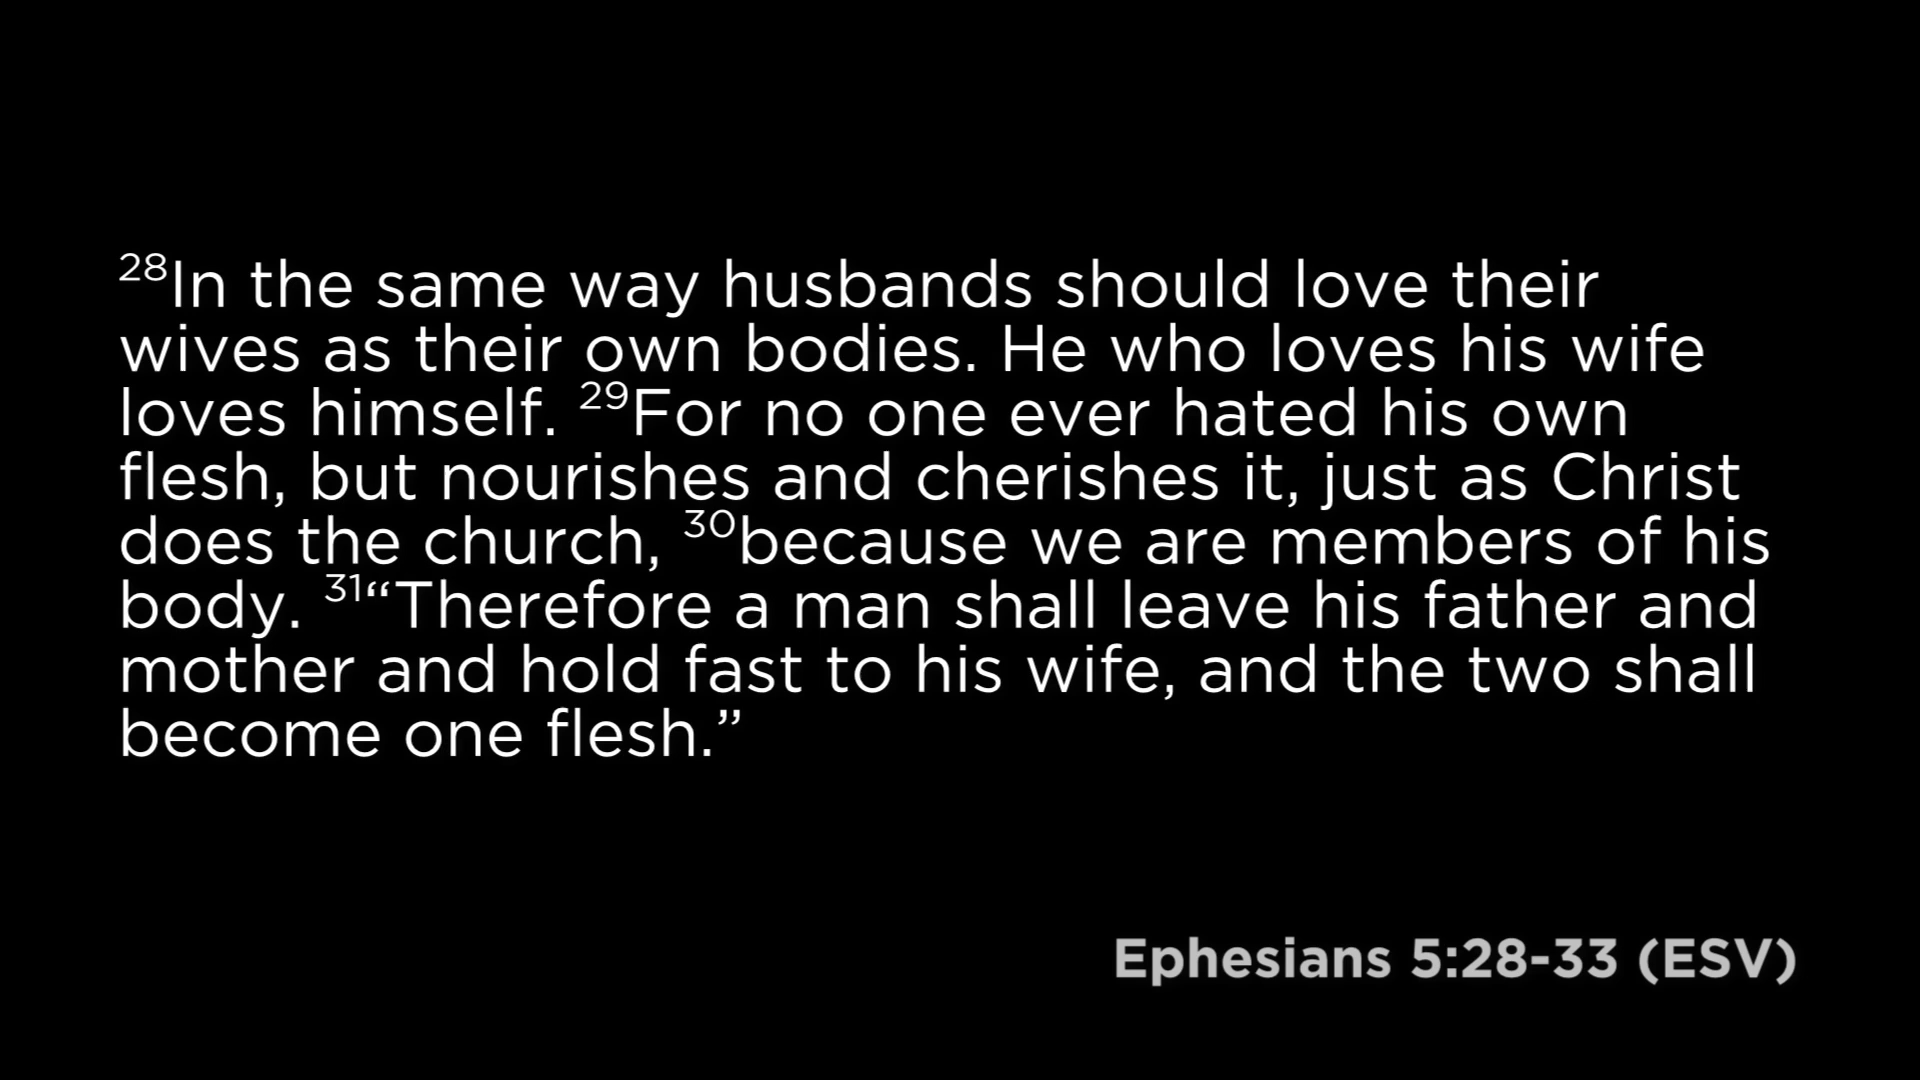 ²⁸In the same way husbands should love their
wives as their own bodies. He who loves his wife
loves himself. ²⁹For no one ever hated his own
flesh, but nourishes and cherishes it, just as Christ
does the church, ³⁰because we are members of his
body. ³¹“Therefore a man shall leave his father and
mother and hold fast to his wife, and the two shall
become one flesh.”
Ephesians 5:28-33 (ESV)